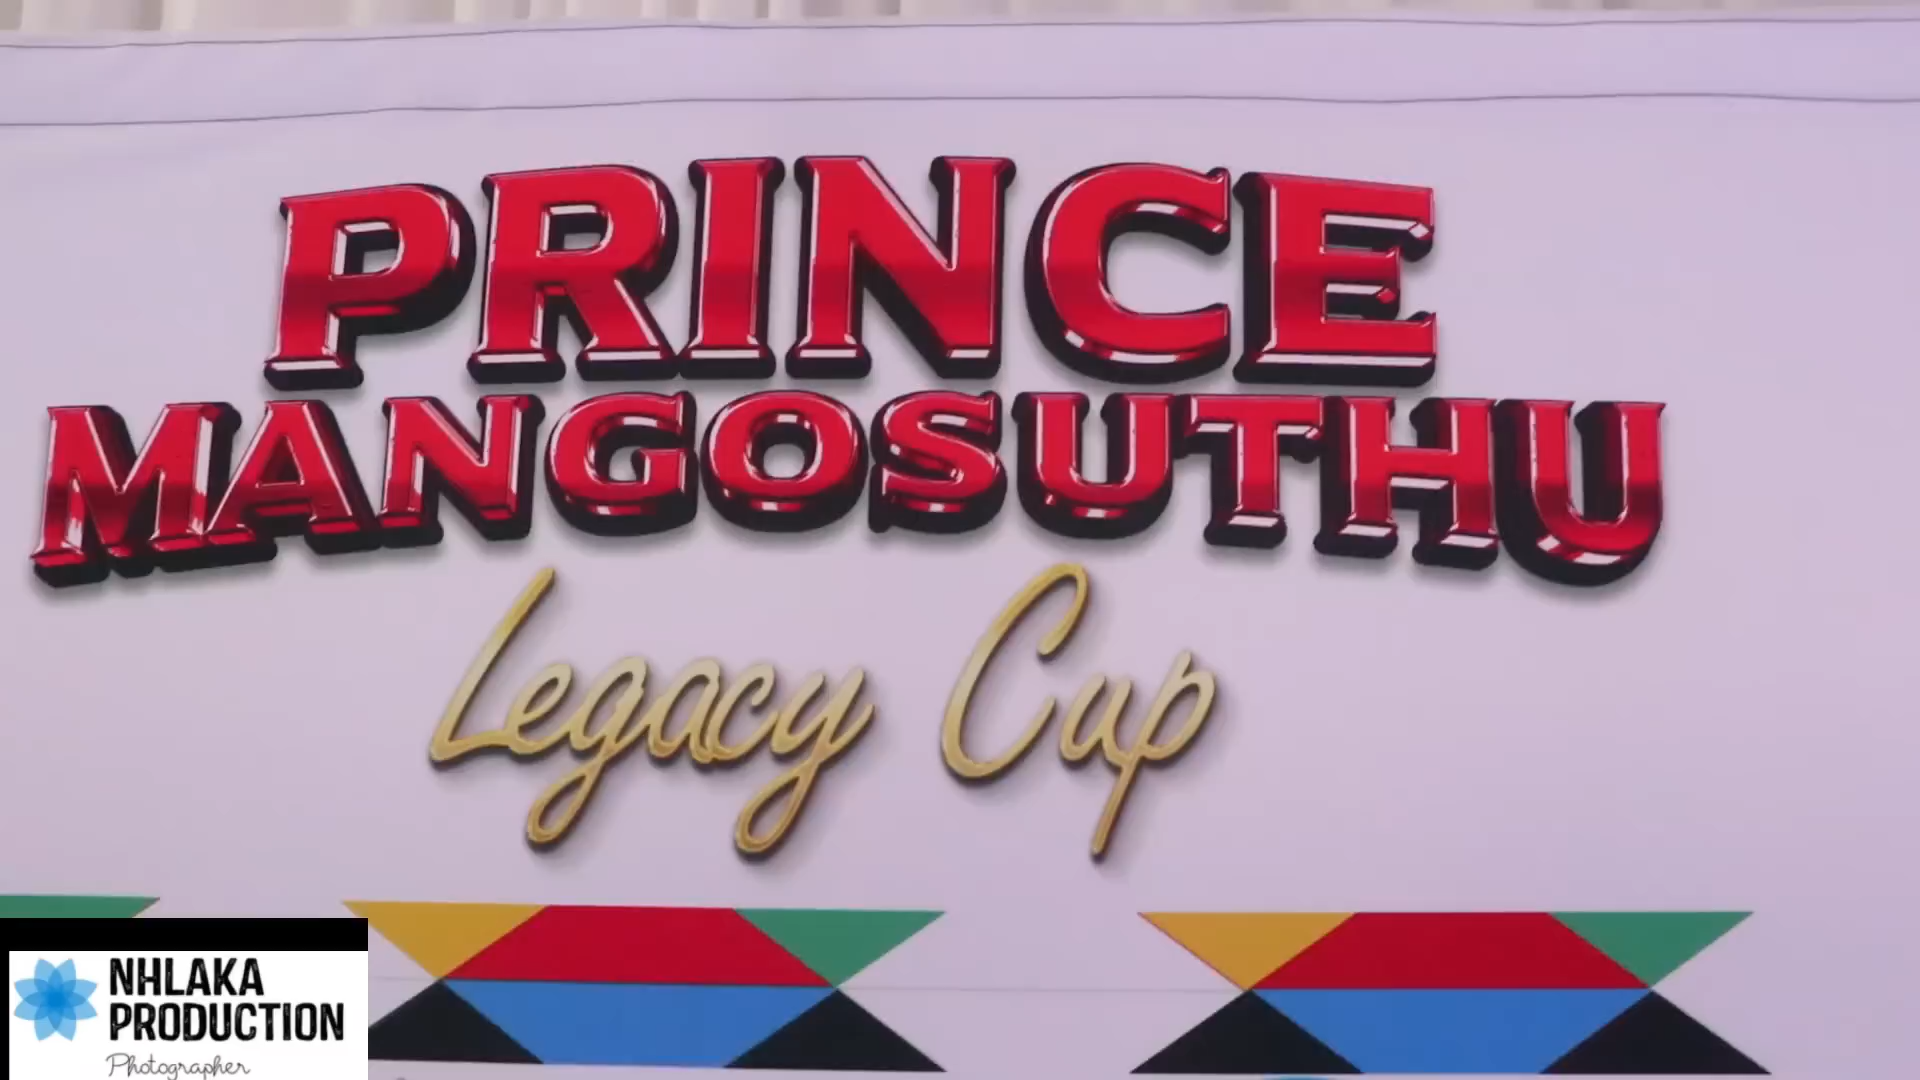 PRINCE
MANGOSUTHU
Legacy Cup
NHLAKA
PRODUCTION
Photographer